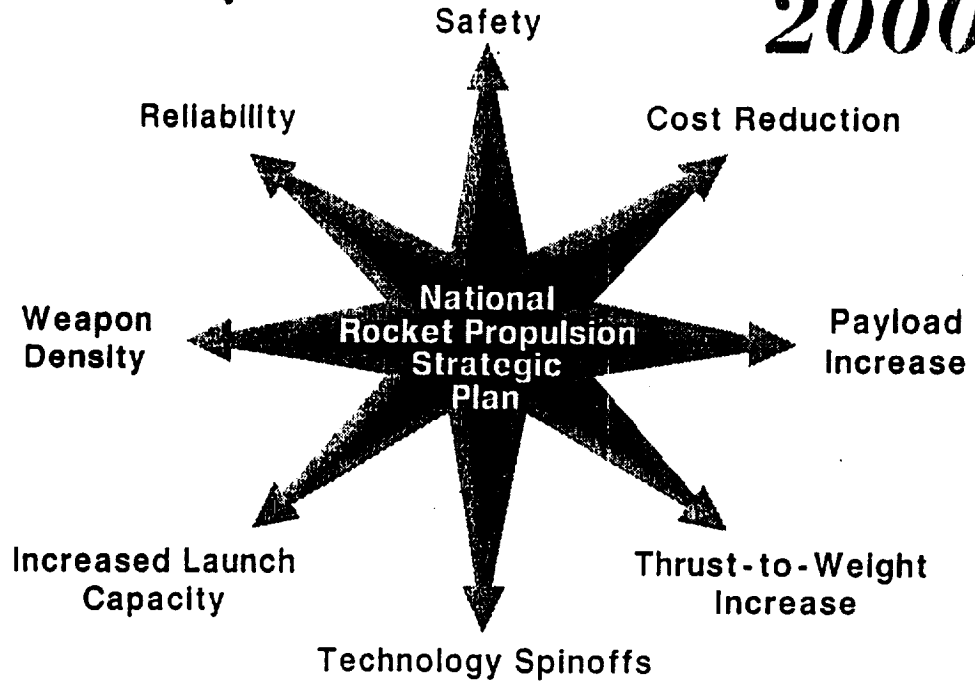 2000
Safety
Reliability
Cost Reduction
National
Rocket Propulsion
Strategic
Plan
Weapon
Density
Payload
Increase
Increased Launch
Capacity
Thrust-to-Weight
Increase
Technology Spinoffs